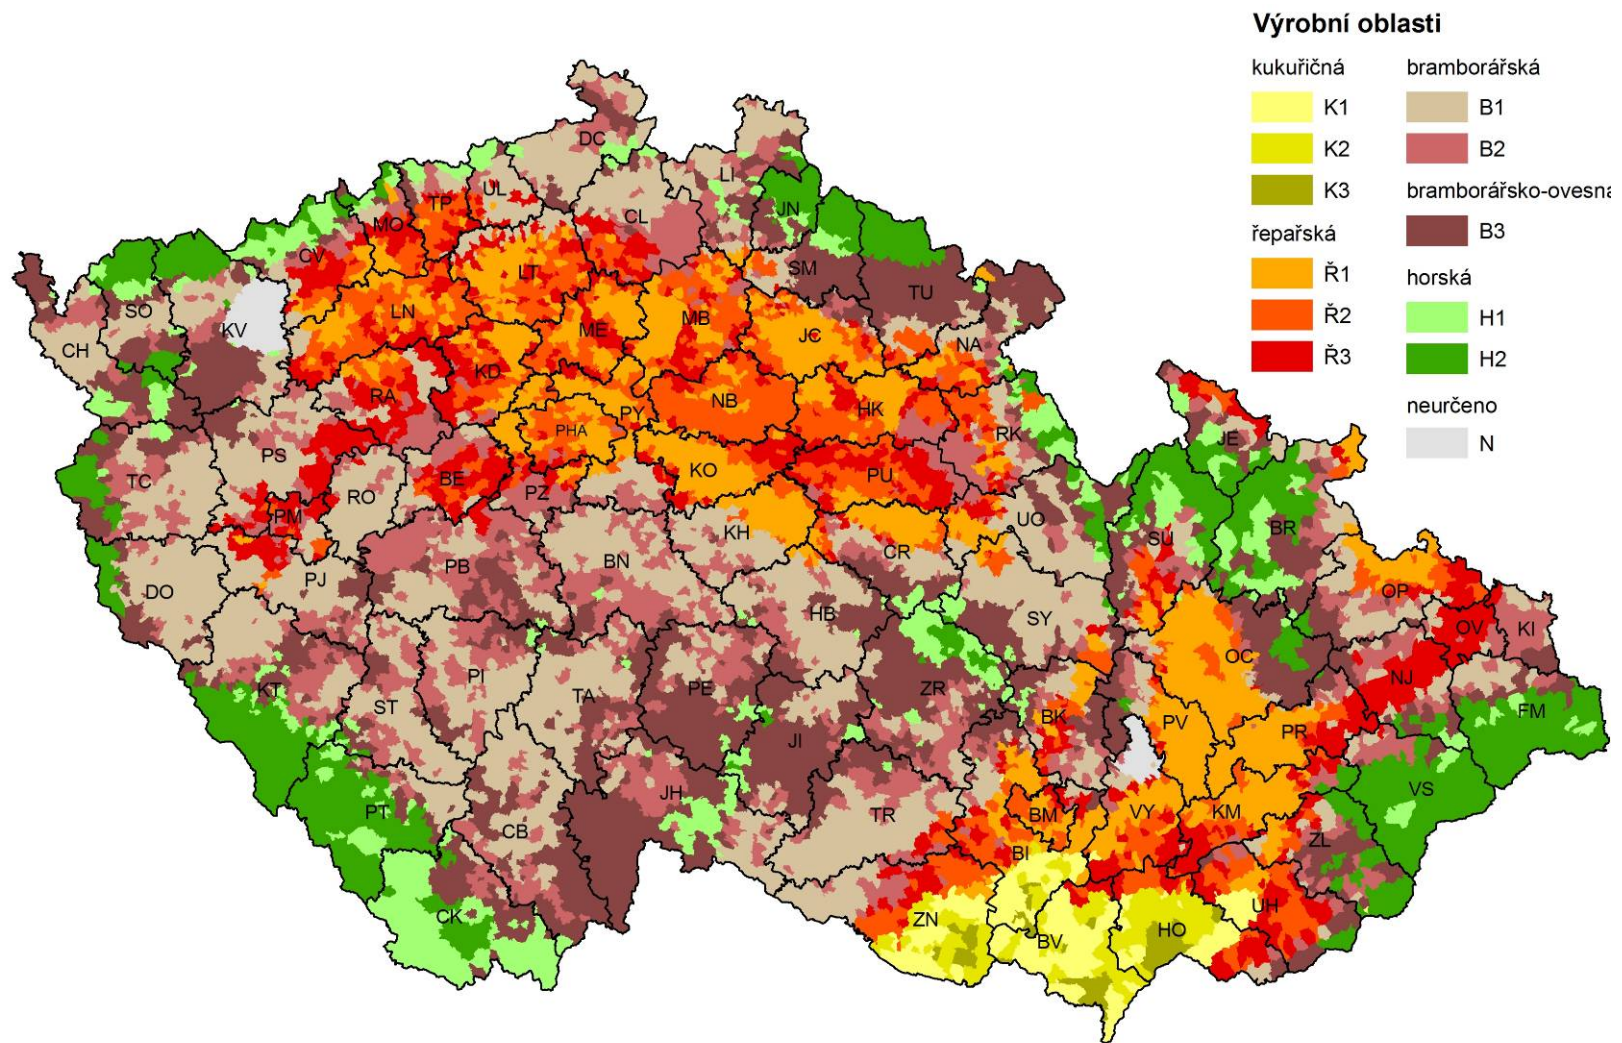 Výrobní oblasti
kukuřičná
K1
K2
K3
řepařská
Ř1
Ř2
Ř3
bramborářská
B1
B2
bramborářsko-ovesná
B3
horská
H1
H2
neurčeno
N
DC
UL
LI
TP
CL
JN
MO
CV
LT
SM
TU
SO
LN
ME
MB
JC
NA
KV
CH
KD
RA
NB
HK
PY
PHA
RK
JE
PS
BE
KO
PU
TC
RO
PZ
PM
KH
UO
SU
BR
CR
DO
PJ
PB
BN
OP
HB
SY
OV
KI
OC
KT
PI
TA
PE
ZR
NJ
ST
BK
PV
PR
FM
JI
JH
PT
CB
TR
BM
VY
KM
VS
BI
ZL
CK
ZN
BV
HO
UH